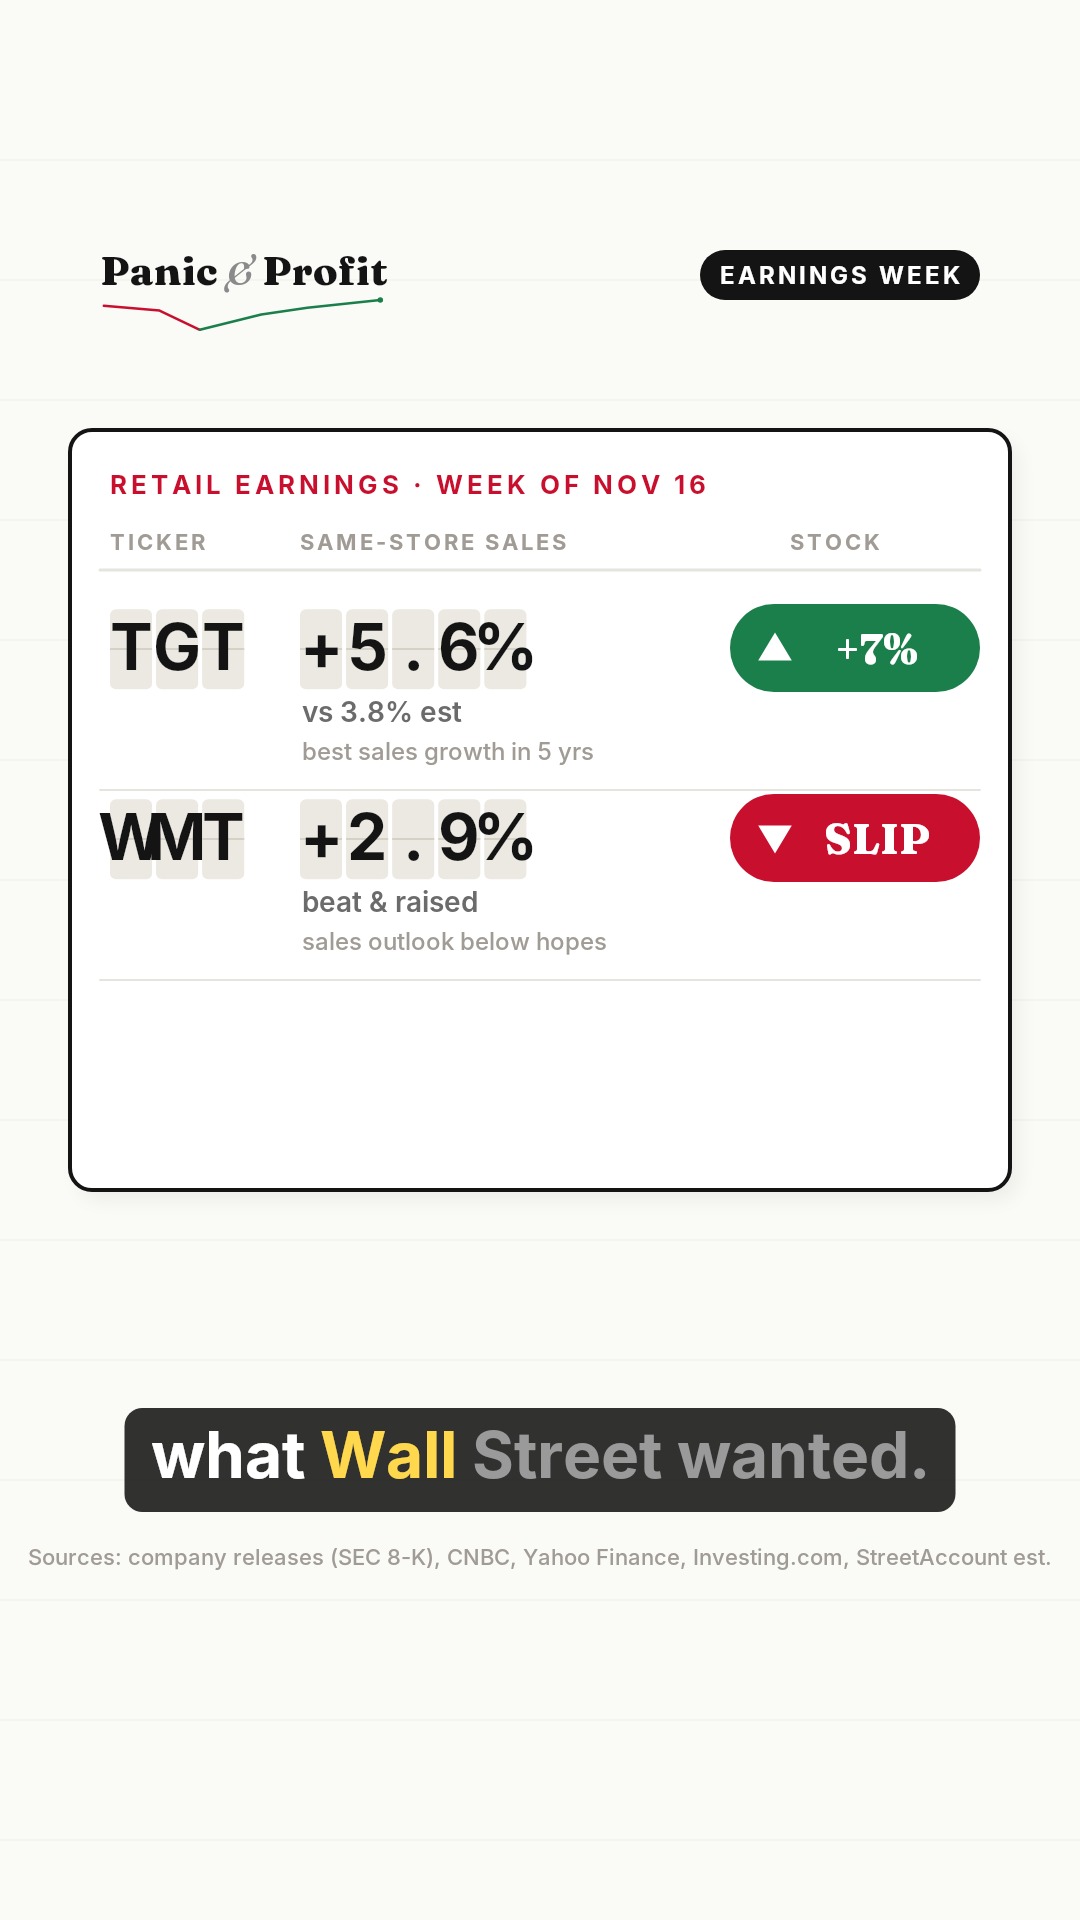 Panic & Profit
EARNINGS WEEK
RETAIL EARNINGS · WEEK OF NOV 16
TICKER SAME-STORE SALES STOCK
TGT +5.6% ▲ +7%
vs 3.8% est
best sales growth in 5 yrs
WMT +2.9% ▼ SLIP
beat & raised
sales outlook below hopes
what Wall Street wanted.
Sources: company releases (SEC 8-K), CNBC, Yahoo Finance, Investing.com, StreetAccount est.